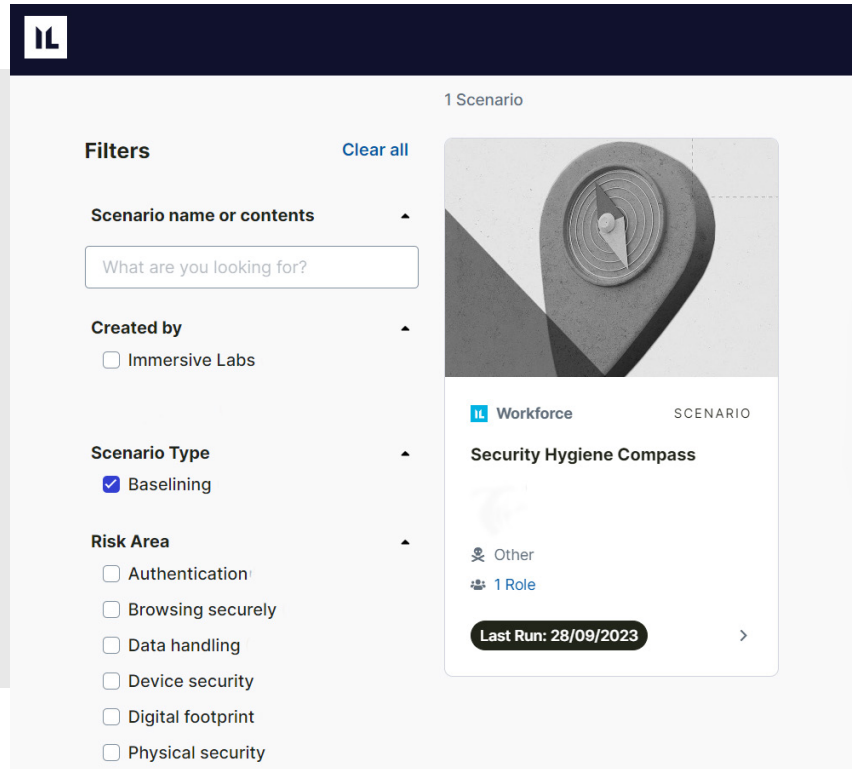 IL
1 Scenario
Filters
Clear all
Scenario name or contents
What are you looking for?
Created by
Immersive Labs
Scenario Type
Baselining
Risk Area
Authentication
Browsing securely
Data handling
Device security
Digital footprint
Physical security
IL Workforce
SCENARIO
Security Hygiene Compass
Other
1 Role
Last Run: 28/09/2023